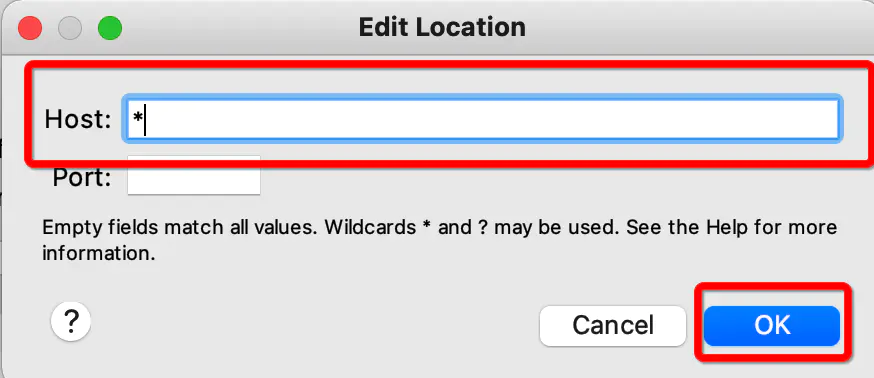 Edit Location
Host: *
Port:
Empty fields match all values. Wildcards * and ? may be used. See the Help for more
information.
? Cancel OK